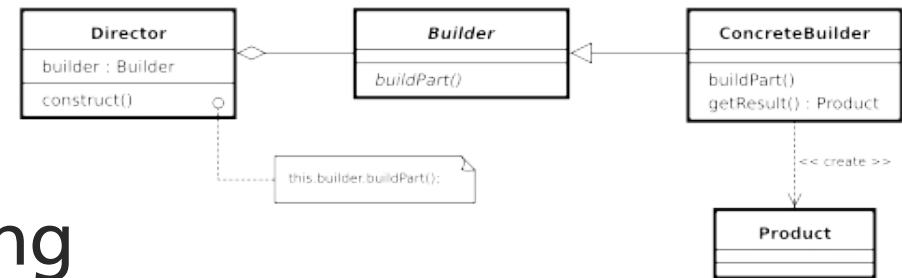 Director
builder : Builder
construct()
Builder
buildPart()
ConcreteBuilder
buildPart()
getResult() : Product
this.builder.buildPart();
<< create >>
Product
ng